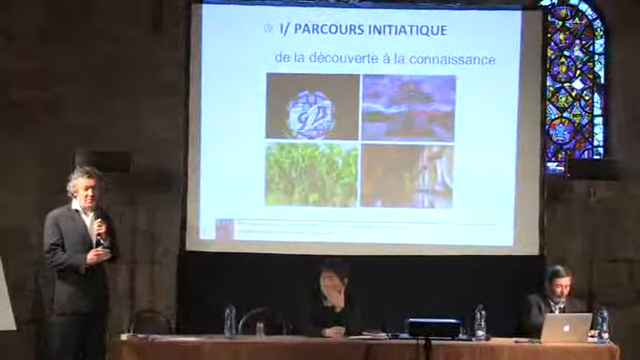 I/ PARCOURS INITIATIQUE
de la découverte à la connaissance